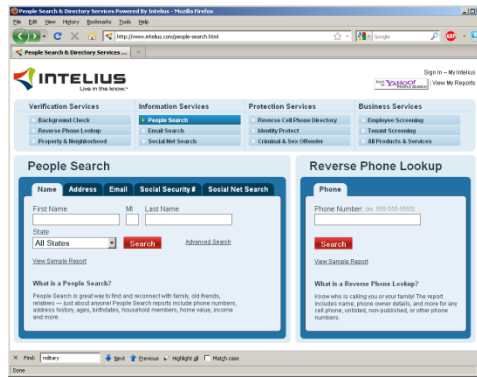 People Search & Directory Services Powered by Intelius - Mozilla Firefox
File Edit View History Bookmarks Tools Help
http://www.intelius.com/people-search.html
Google
People Search & Directory Services ...
INTELIUS
Live in the know.
Sign In – My Intelius
YAHOO! PEOPLE SEARCH | View My Reports
Verification Services Information Services Protection Services Business Services
Background Check People Search Reverse Cell Phone Directory Employee Screening
Reverse Phone Lookup Email Search Identity Protect Tenant Screening
Property & Neighborhood Social Net Search Criminal & Sex Offender All Products & Services
People Search
Name Address Email Social Security # Social Net Search
First Name MI Last Name
State
All States Search Advanced Search
View Sample Report
What is a People Search?
People Search is great way to find and reconnect with family, old friends,
relatives — just about anyone! People Search reports include phone numbers,
address history, ages, birthdates, household members, home value, income
and more.
Reverse Phone Lookup
Phone
Phone Number: (ex. 555-555-5555)
Search
View Sample Report
What is a Reverse Phone Lookup?
Know who is calling you or your family! The report
includes name, phone owner details, and more for any
cell phone, unlisted, non-published, or other phone
numbers.
Find: military Next Previous Highlight all Match case
Done